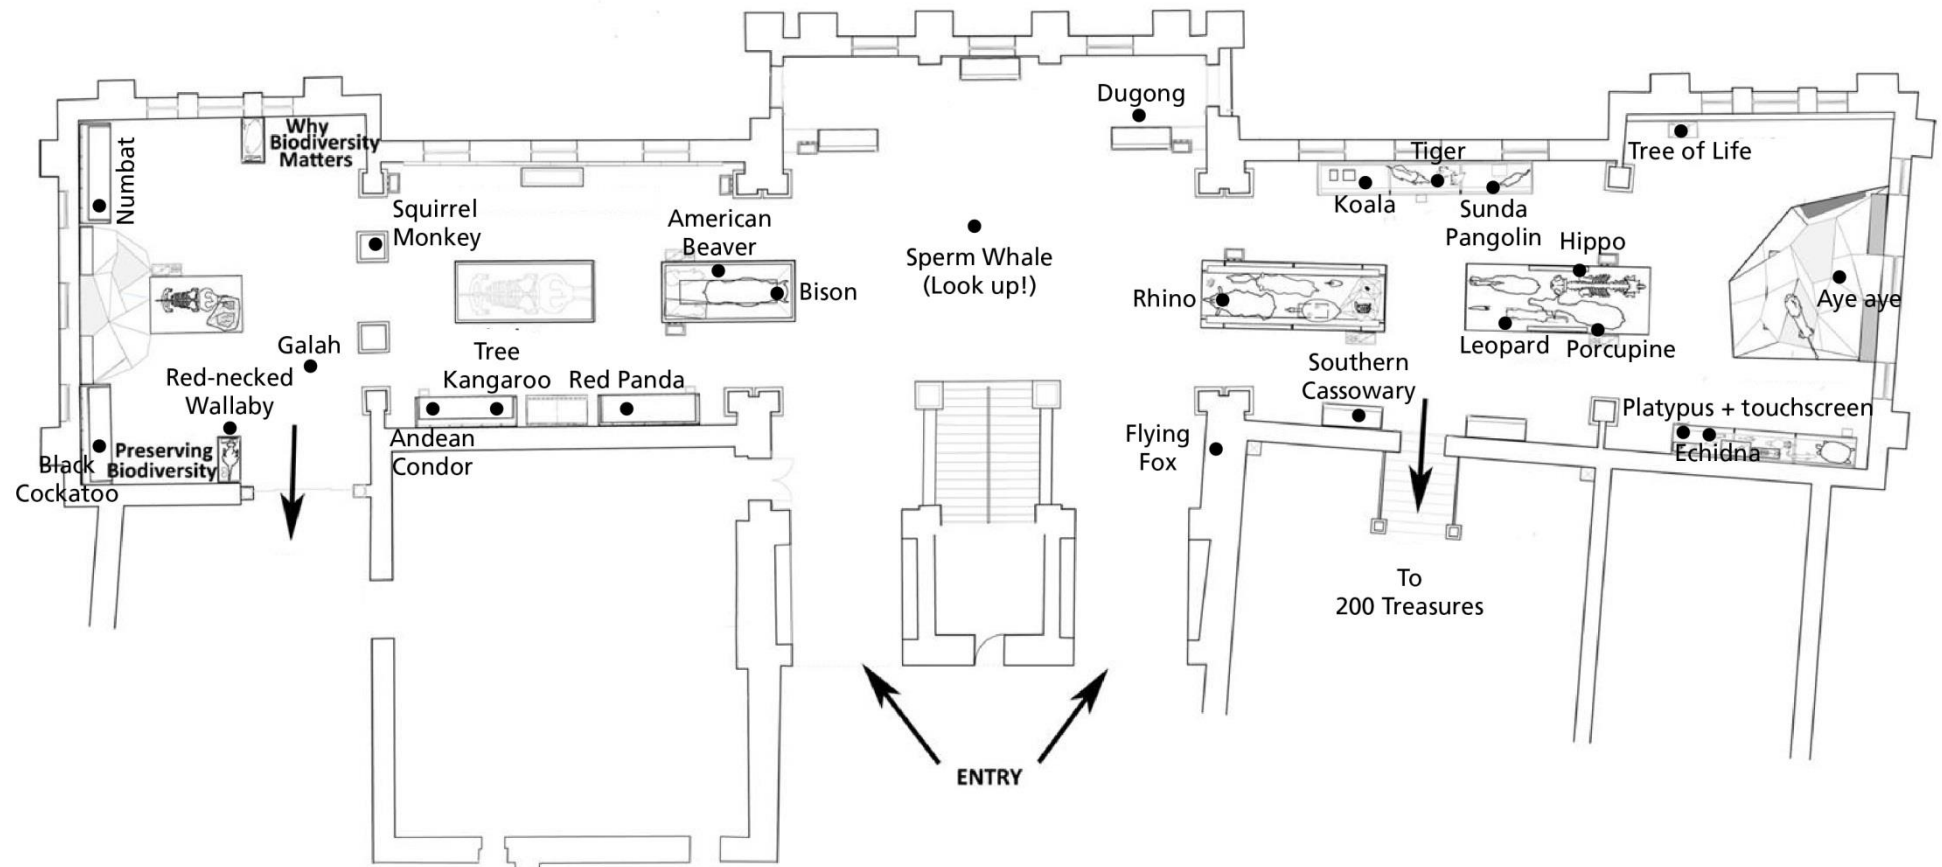 Numbat
Why
Biodiversity
Matters
Squirrel
Monkey
American
Beaver
Bison
Sperm Whale
(Look up!)
Dugong
Tiger
Koala
Sunda
Pangolin
Hippo
Tree of Life
Rhino
Aye aye
Leopard
Porcupine
Galah
Red-necked
Wallaby
Tree
Kangaroo
Red Panda
Southern
Cassowary
Platypus + touchscreen
Echidna
Black
Cockatoo
Preserving
Biodiversity
Andean
Condor
Flying
Fox
To
200 Treasures
ENTRY